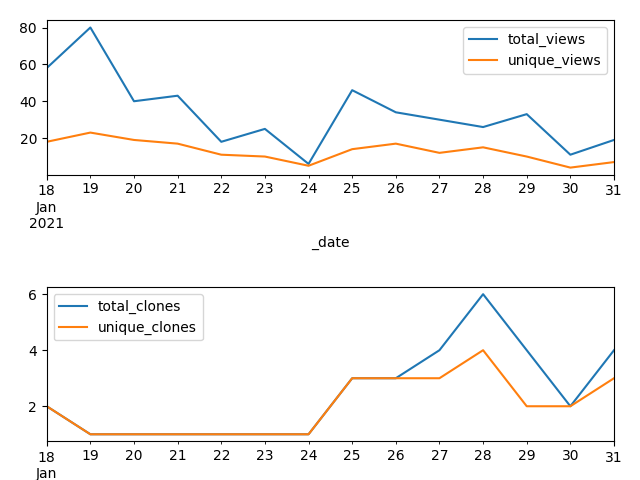 80
60
40
20
total_views
unique_views
18 19 20 21 22 23 24 25 26 27 28 29 30 31
Jan
2021
_date
6
4
2
total_clones
unique_clones
18 19 20 21 22 23 24 25 26 27 28 29 30 31
Jan